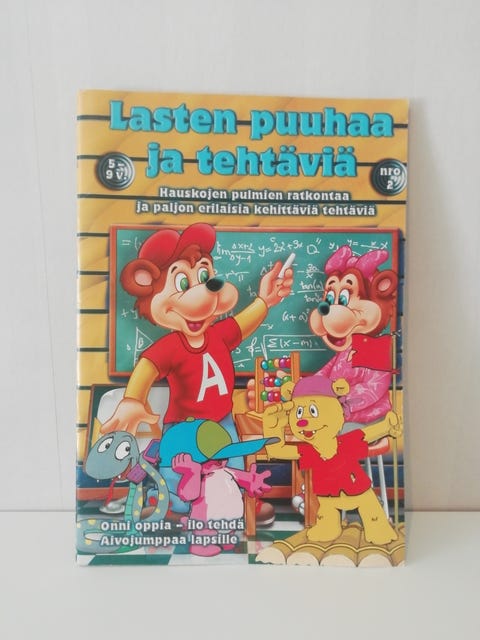 Lasten puuhaa
ja tehtäviä
5-
9 v.
nro
2
Hauskojen pulmien ratkontaa
ja paljon erilaisia kehittäviä tehtäviä
A
Onni oppia - ilo tehdä
Aivojumppaa lapsille